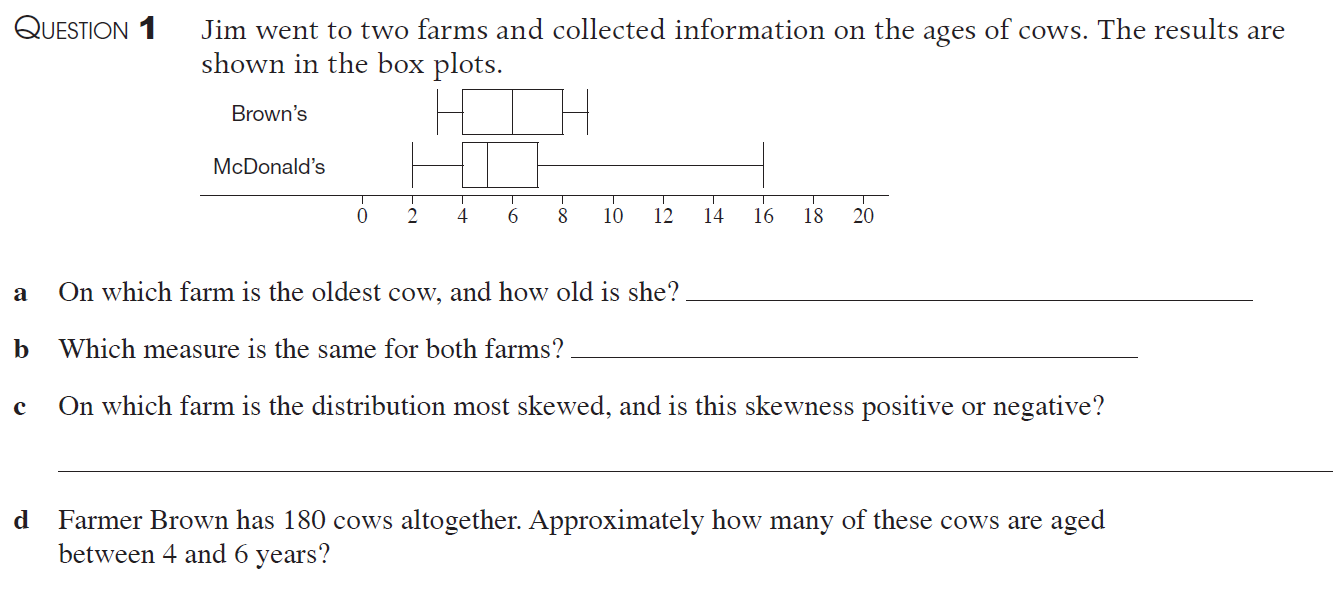 QUESTION 1 Jim went to two farms and collected information on the ages of cows. The results are
shown in the box plots.
Brown's
McDonald's
0 2 4 6 8 10 12 14 16 18 20
a On which farm is the oldest cow, and how old is she?
b Which measure is the same for both farms?
c On which farm is the distribution most skewed, and is this skewness positive or negative?
d Farmer Brown has 180 cows altogether. Approximately how many of these cows are aged
between 4 and 6 years?